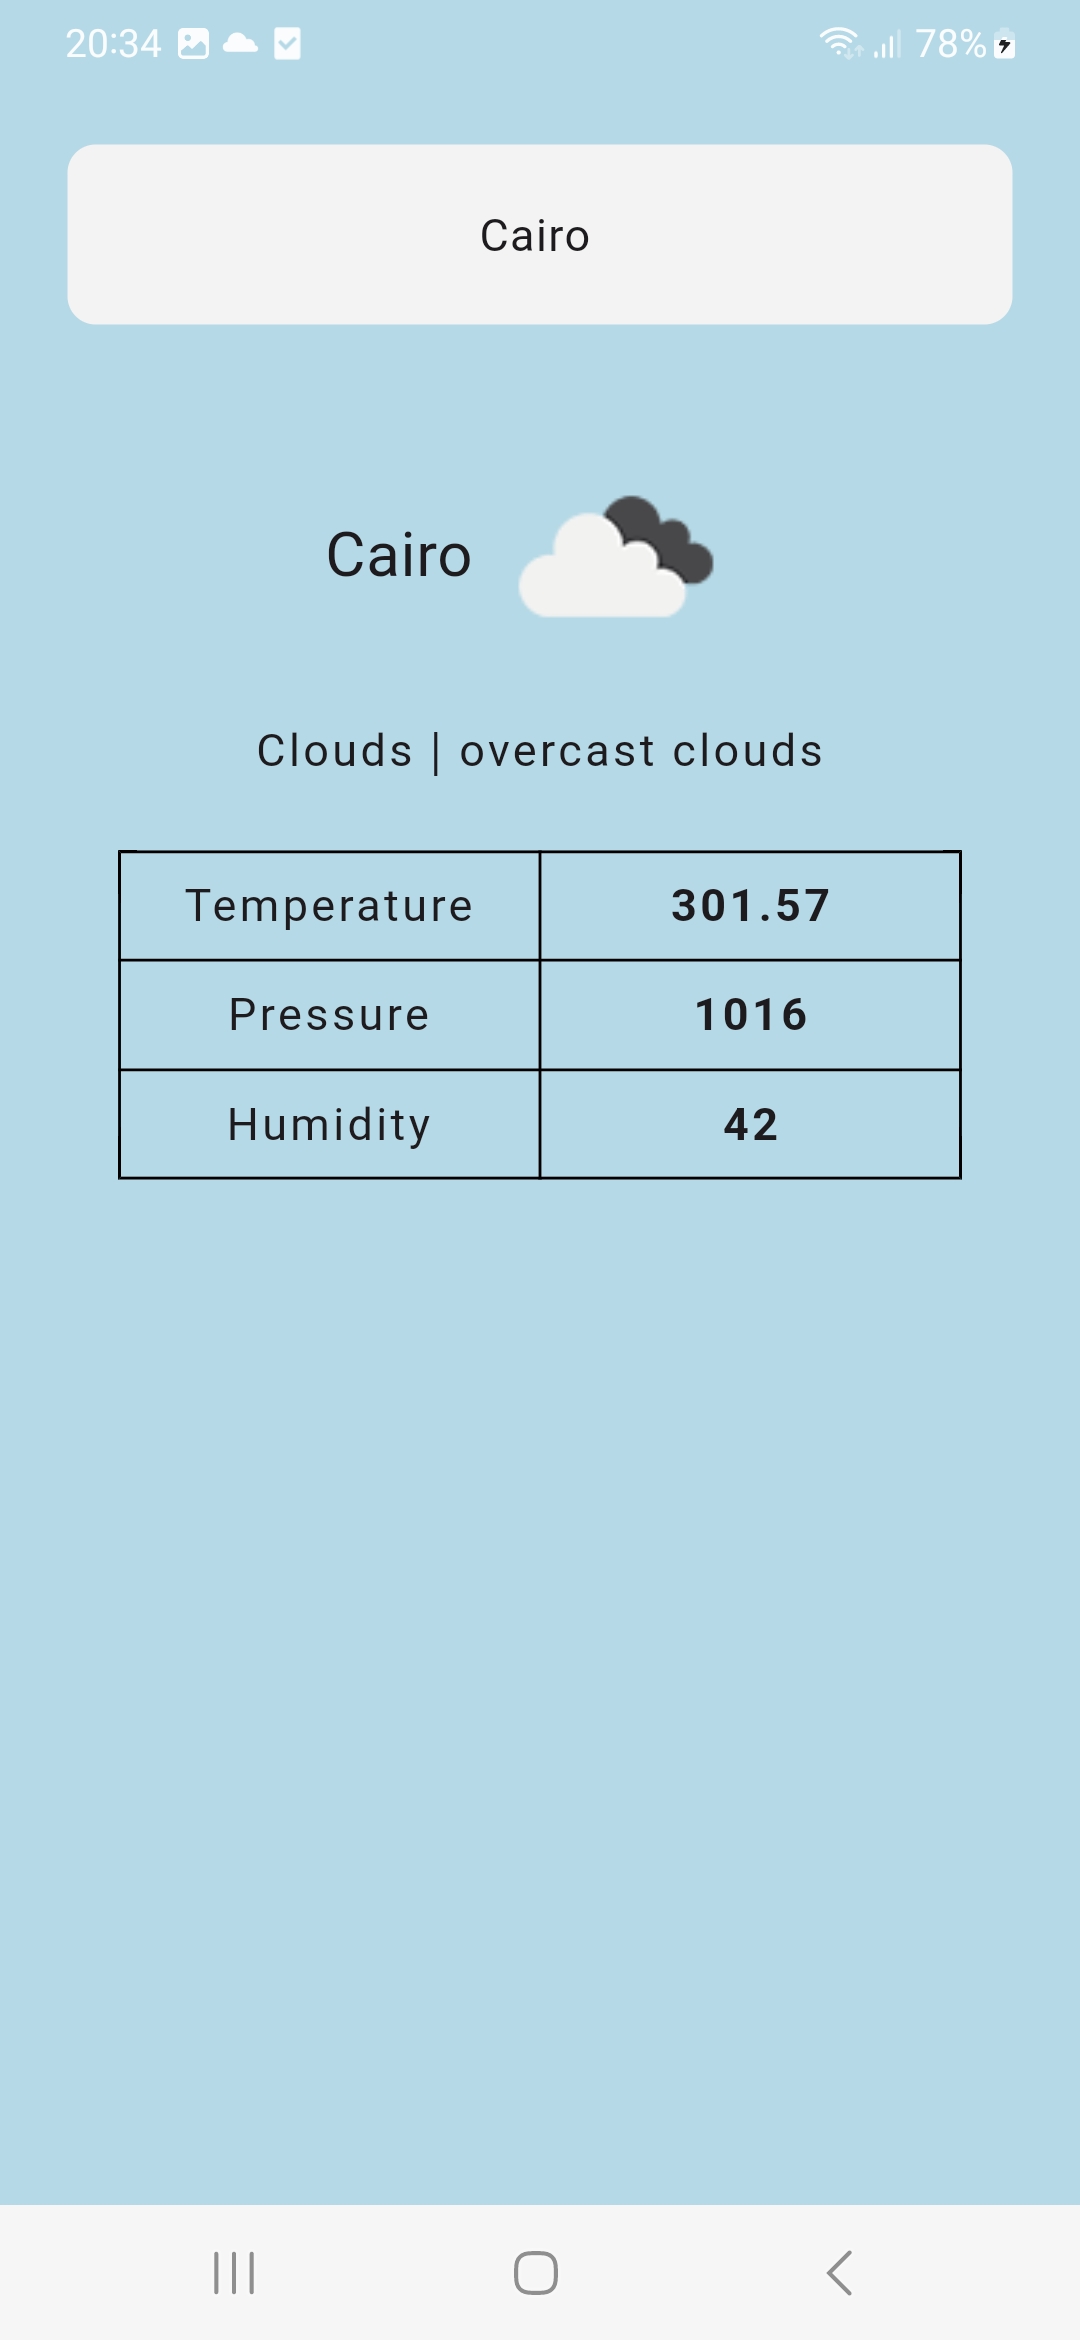 20:34 78%
Cairo
Cairo
Clouds | overcast clouds
Temperature 301.57
Pressure 1016
Humidity 42